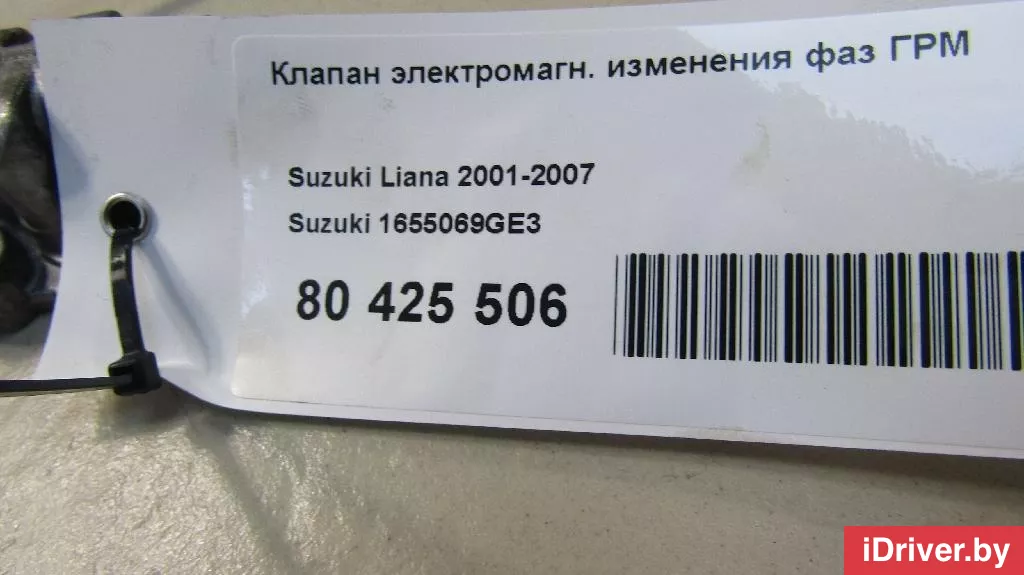 Клапан электромагн. изменения фаз ГРМ
Suzuki Liana 2001-2007
Suzuki 1655069GE3
80 425 506
iDriver.by